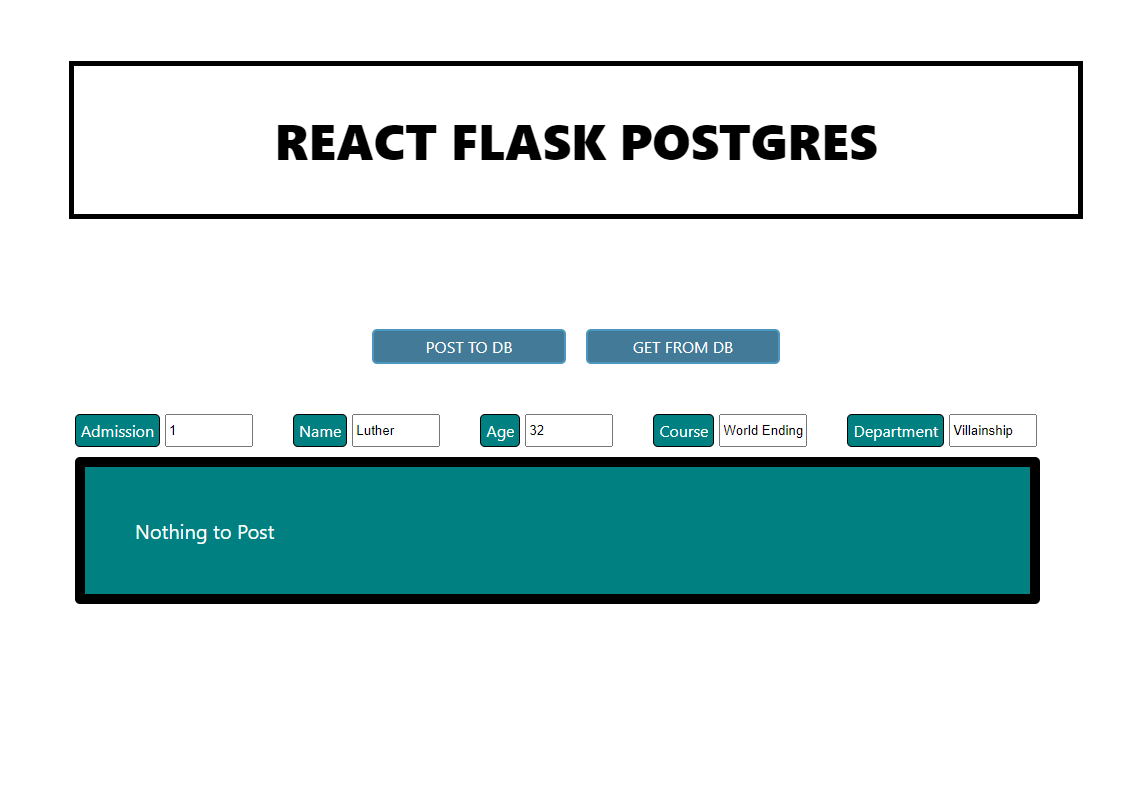 REACT FLASK POSTGRES
POST TO DB GET FROM DB
Admission 1 Name Luther Age 32 Course World Ending Department Villainship
Nothing to Post